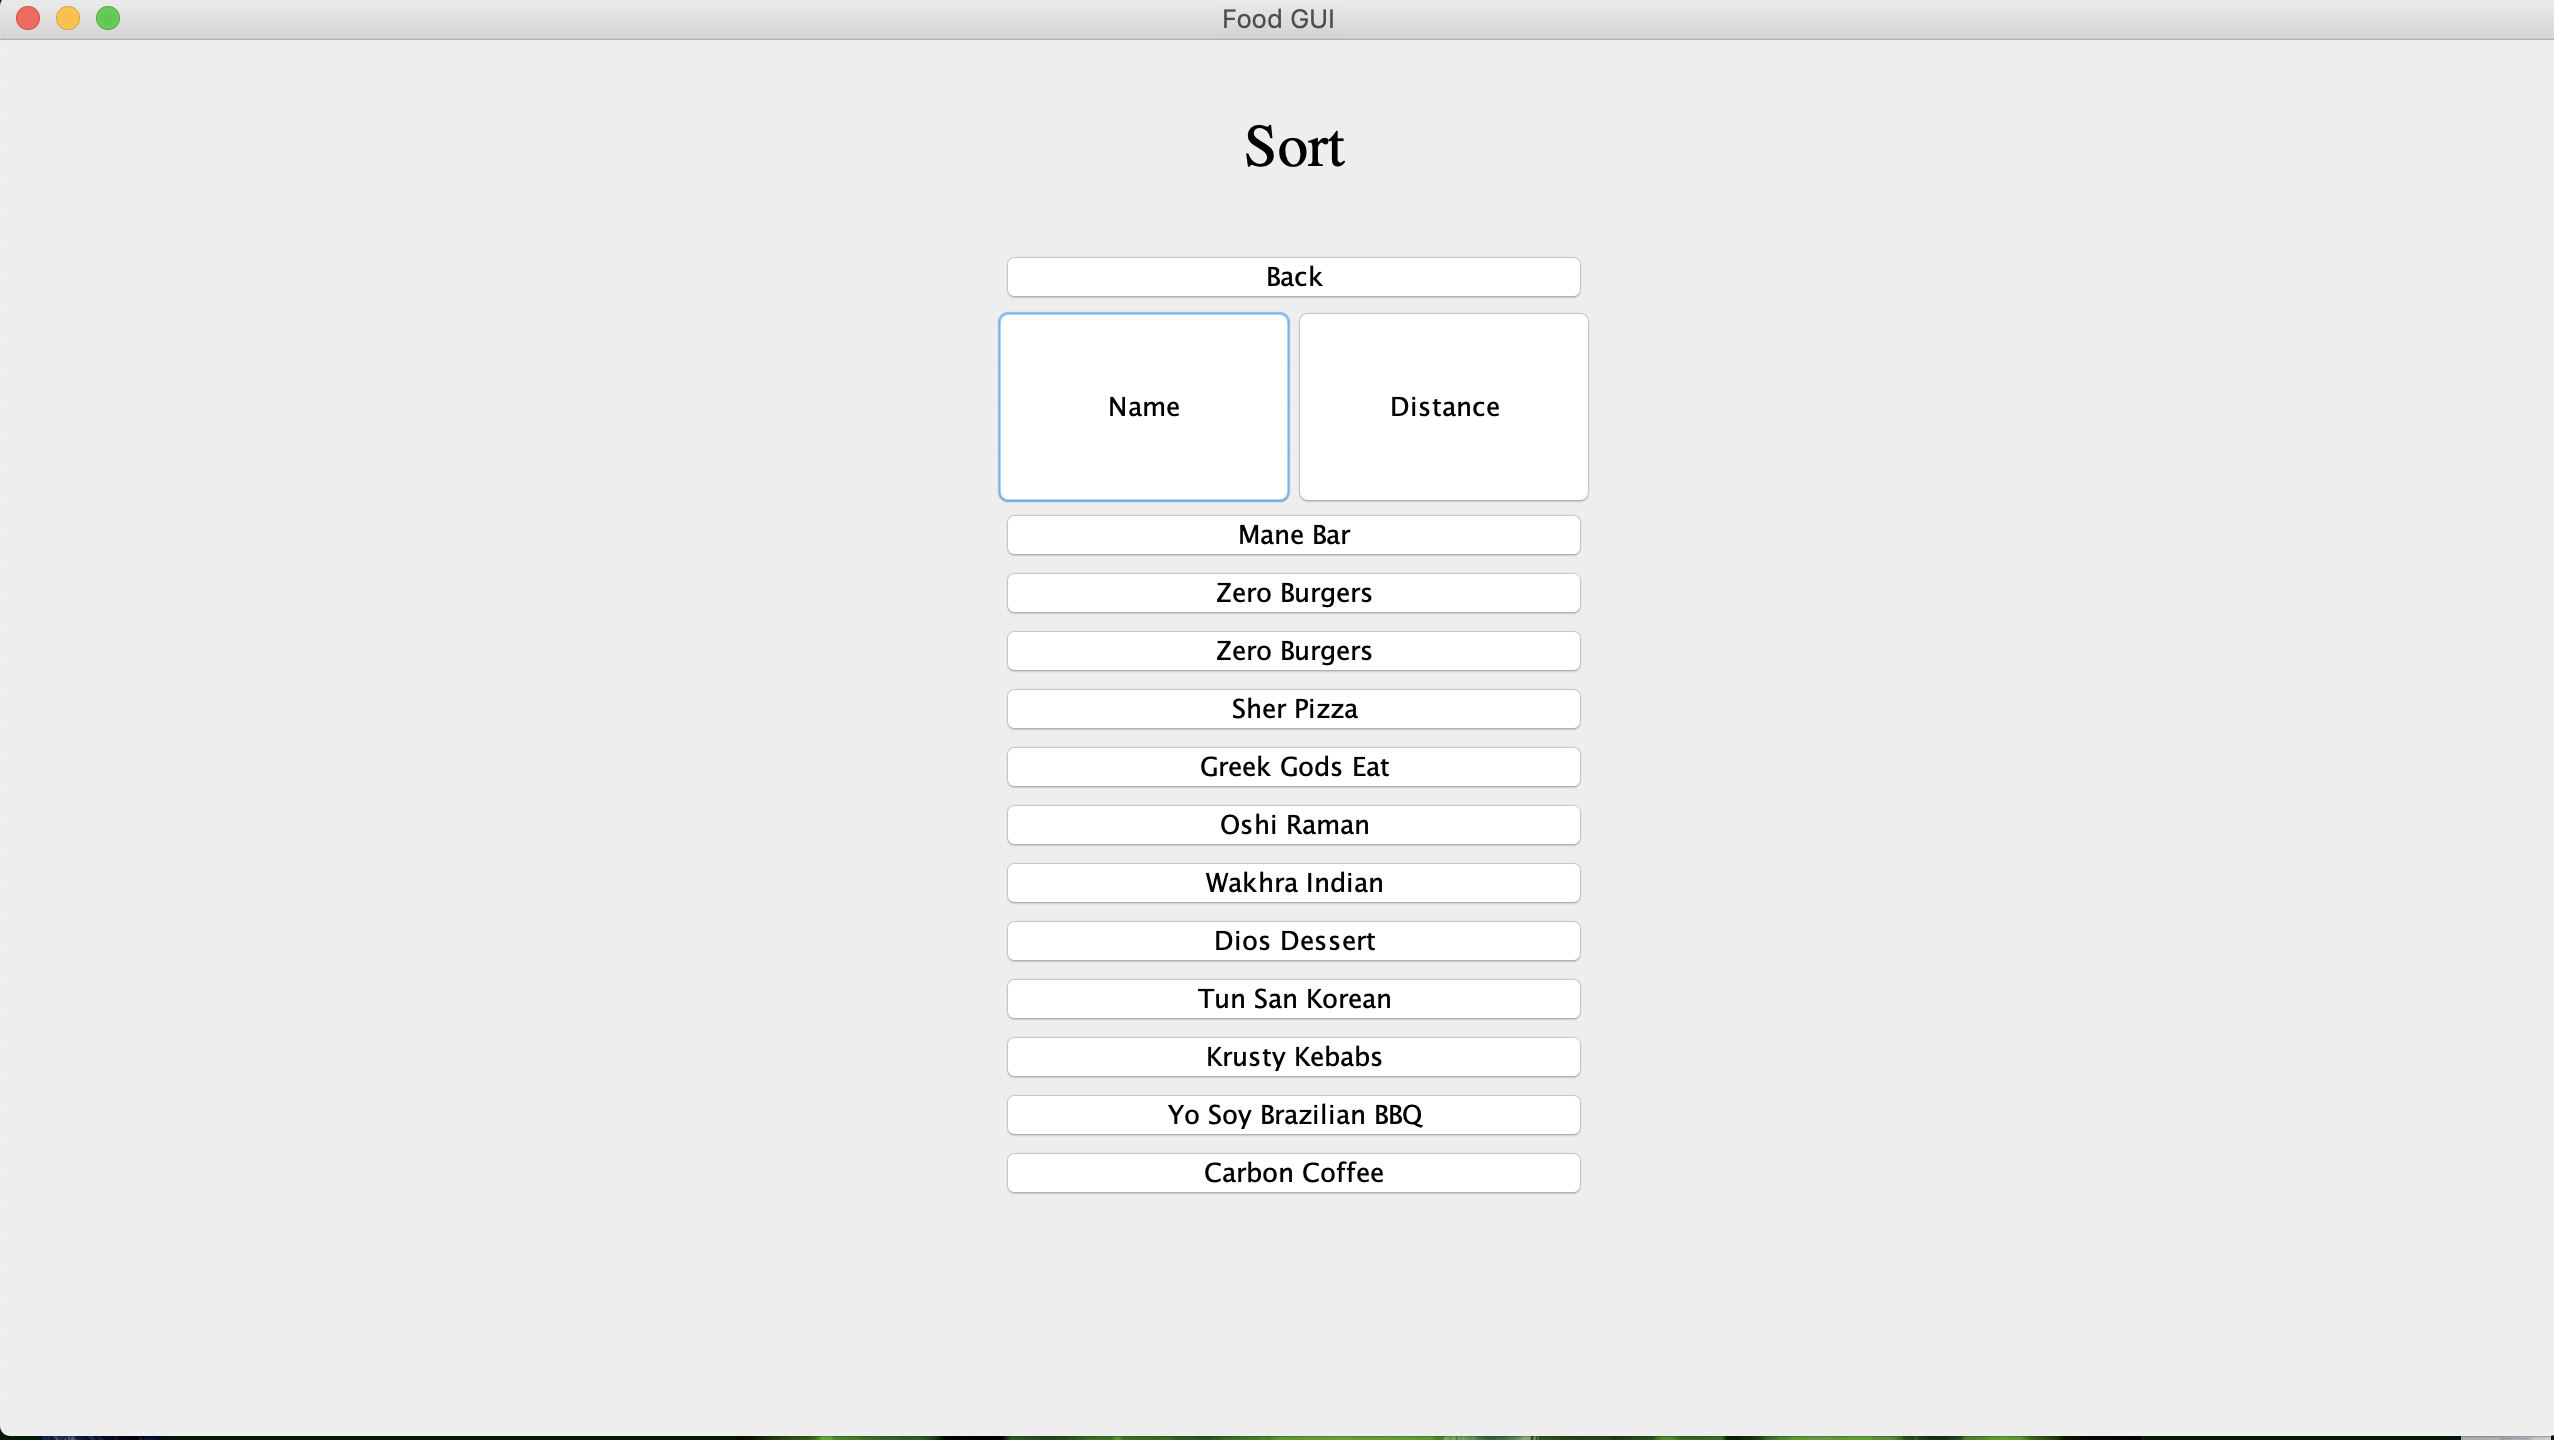 Food GUI
Sort
Back
Name
Distance
Mane Bar
Zero Burgers
Zero Burgers
Sher Pizza
Greek Gods Eat
Oshi Raman
Wakhra Indian
Dios Dessert
Tun San Korean
Krusty Kebabs
Yo Soy Brazilian BBQ
Carbon Coffee